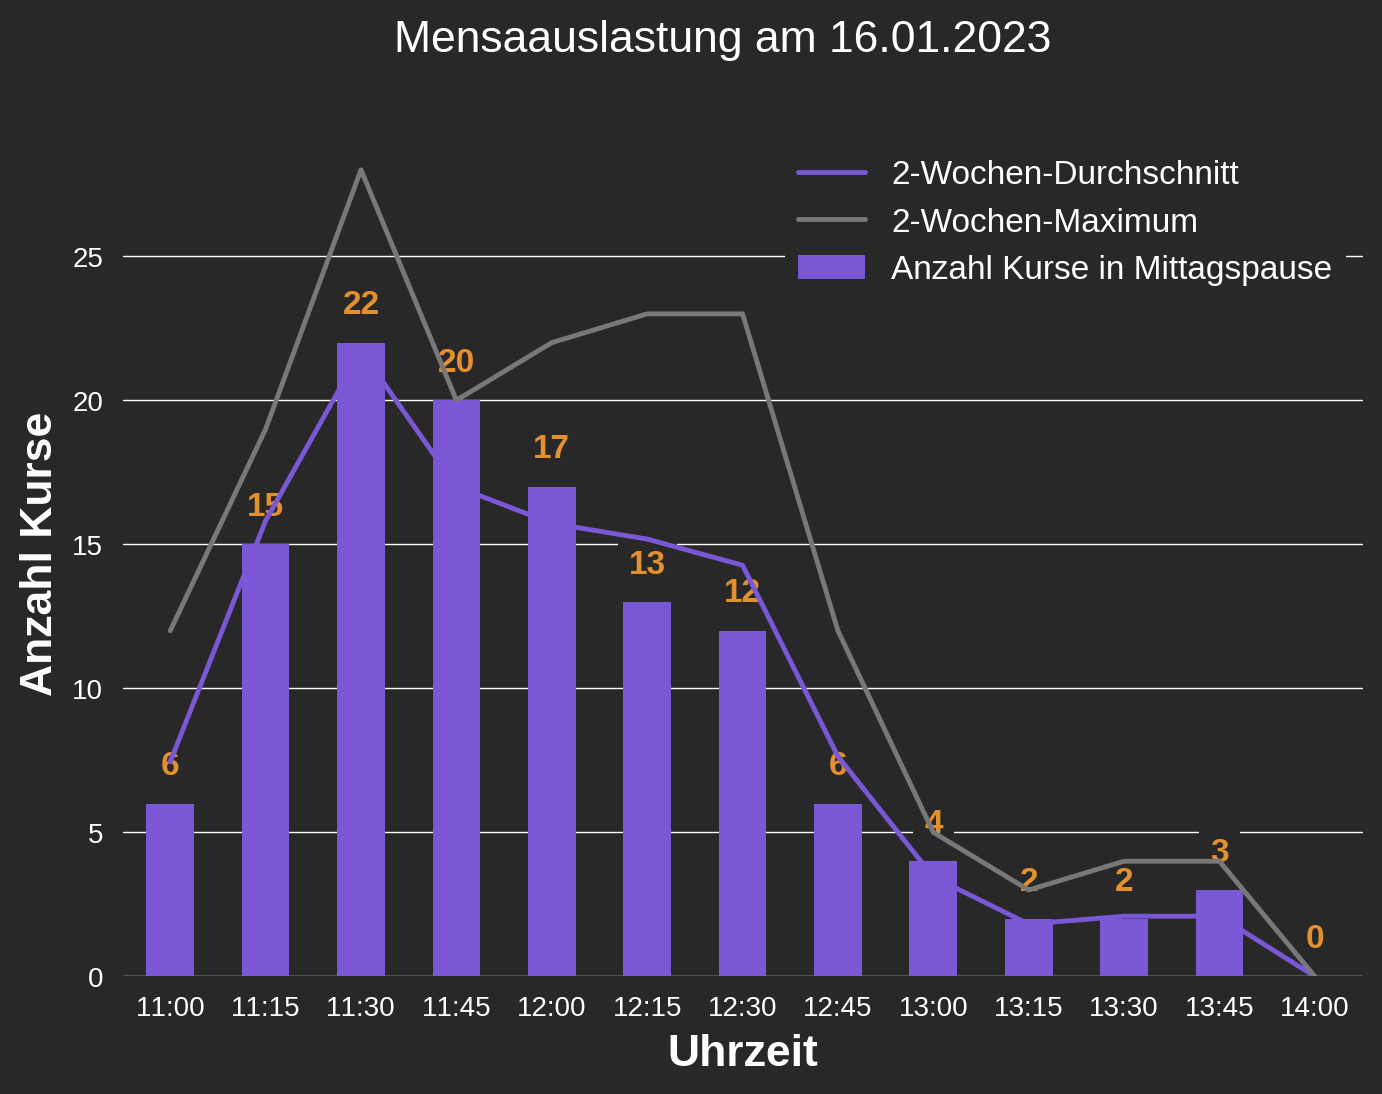 Mensaauslastung am 16.01.2023
2-Wochen-Durchschnitt
2-Wochen-Maximum
Anzahl Kurse in Mittagspause
Anzahl Kurse
25
20
15
10
5
0
6
15
22
20
17
13
12
6
4
2
2
3
0
11:00 11:15 11:30 11:45 12:00 12:15 12:30 12:45 13:00 13:15 13:30 13:45 14:00
Uhrzeit